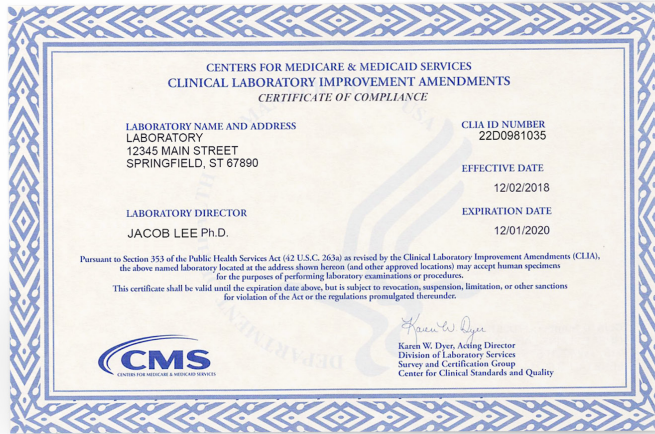 CENTERS FOR MEDICARE & MEDICAID SERVICES
CLINICAL LABORATORY IMPROVEMENT AMENDMENTS
CERTIFICATE OF COMPLIANCE
LABORATORY NAME AND ADDRESS
LABORATORY
12345 MAIN STREET
SPRINGFIELD, ST 67890
CLIA ID NUMBER
22D0981035
EFFECTIVE DATE
12/02/2018
LABORATORY DIRECTOR
JACOB LEE Ph.D.
EXPIRATION DATE
12/01/2020
Pursuant to Section 353 of the Public Health Services Act (42 U.S.C. 263a) as revised by the Clinical Laboratory Improvement Amendments (CLIA),
the above named laboratory located at the address shown hereon (and other approved locations) may accept human specimens
for the purposes of performing laboratory examinations or procedures.
This certificate shall be valid until the expiration date above, but is subject to revocation, suspension, limitation, or other sanctions
for violation of the Act or the regulations promulgated thereunder.
Karen W. Dyer
Karen W. Dyer, Acting Director
Division of Laboratory Services
Survey and Certification Group
Center for Clinical Standards and Quality
CMS
CENTERS FOR MEDICARE & MEDICAID SERVICES
DEPARTMENT
USA